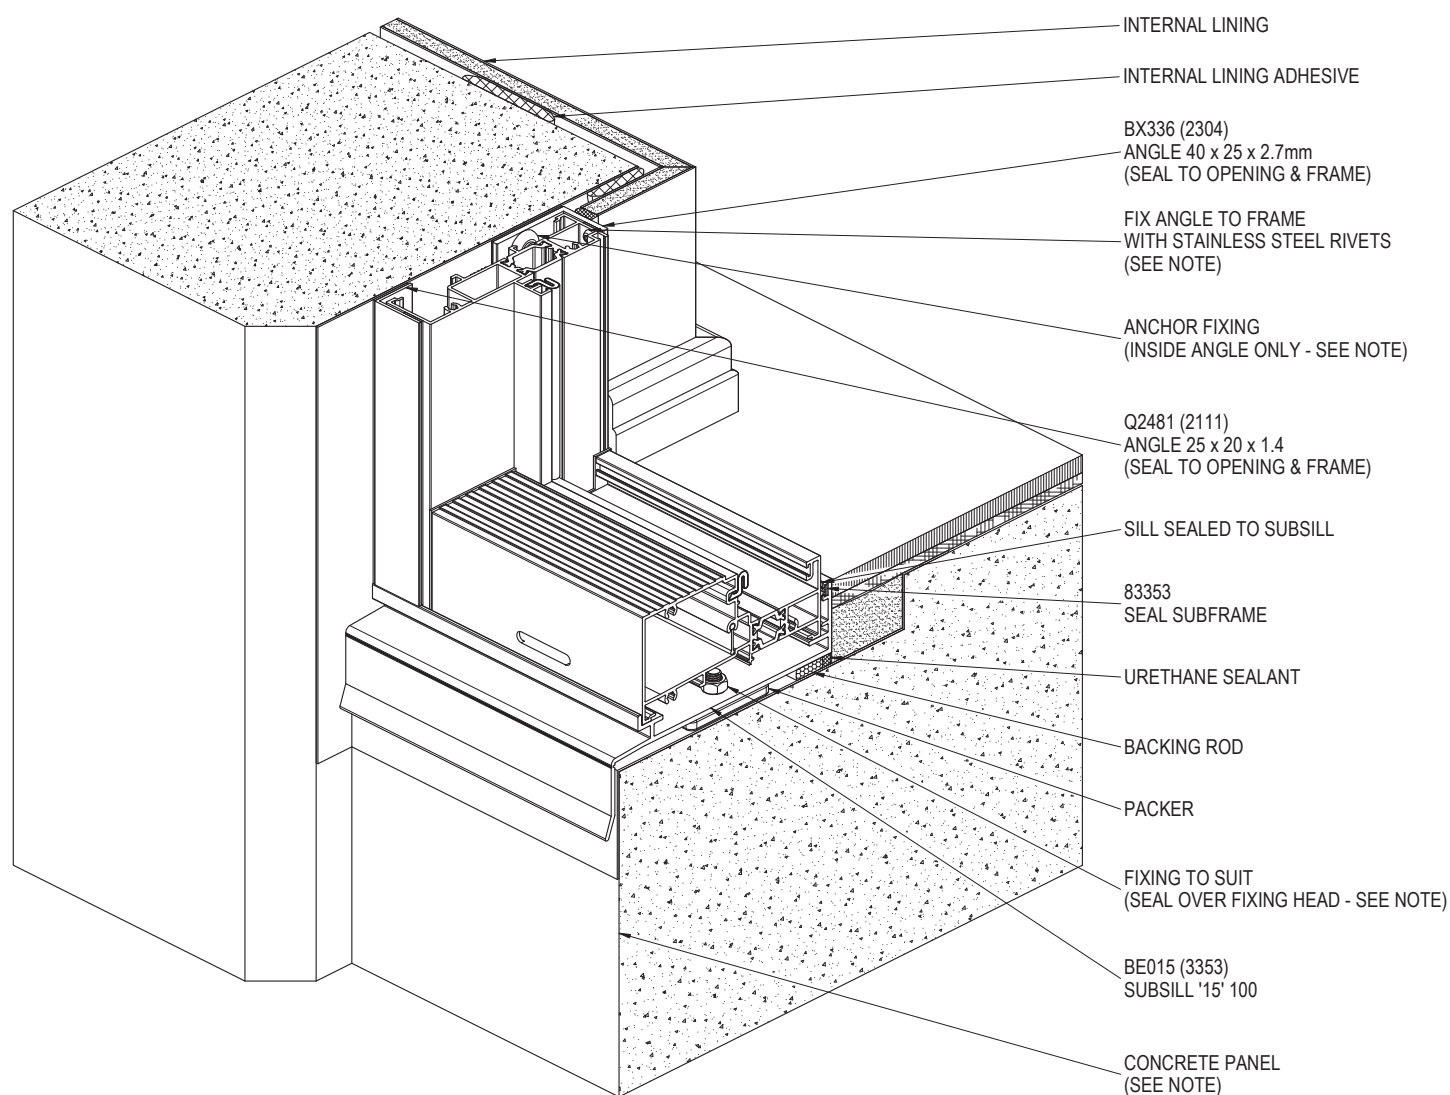 INTERNAL LINING
INTERNAL LINING ADHESIVE
BX336 (2304)
ANGLE 40 x 25 x 2.7mm
(SEAL TO OPENING & FRAME)
FIX ANGLE TO FRAME
WITH STAINLESS STEEL RIVETS
(SEE NOTE)
ANCHOR FIXING
(INSIDE ANGLE ONLY - SEE NOTE)
Q2481 (2111)
ANGLE 25 x 20 x 1.4
(SEAL TO OPENING & FRAME)
SILL SEALED TO SUBSILL
83353
SEAL SUBFRAME
URETHANE SEALANT
BACKING ROD
PACKER
FIXING TO SUIT
(SEAL OVER FIXING HEAD - SEE NOTE)
BE015 (3353)
SUBSILL '15' 100
CONCRETE PANEL
(SEE NOTE)